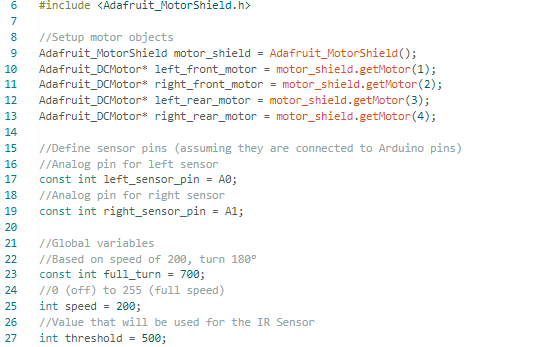 6 #include <Adafruit_MotorShield.h>
7
8 //Setup motor objects
9 Adafruit_MotorShield motor_shield = Adafruit_MotorShield();
10 Adafruit_DCMotor* left_front_motor = motor_shield.getMotor(1);
11 Adafruit_DCMotor* right_front_motor = motor_shield.getMotor(2);
12 Adafruit_DCMotor* left_rear_motor = motor_shield.getMotor(3);
13 Adafruit_DCMotor* right_rear_motor = motor_shield.getMotor(4);
14
15 //Define sensor pins (assuming they are connected to Arduino pins)
16 //Analog pin for left sensor
17 const int left_sensor_pin = A0;
18 //Analog pin for right sensor
19 const int right_sensor_pin = A1;
20
21 //Global variables
22 //Based on speed of 200, turn 180°
23 const int full_turn = 700;
24 //0 (off) to 255 (full speed)
25 int speed = 200;
26 //Value that will be used for the IR Sensor
27 int threshold = 500;